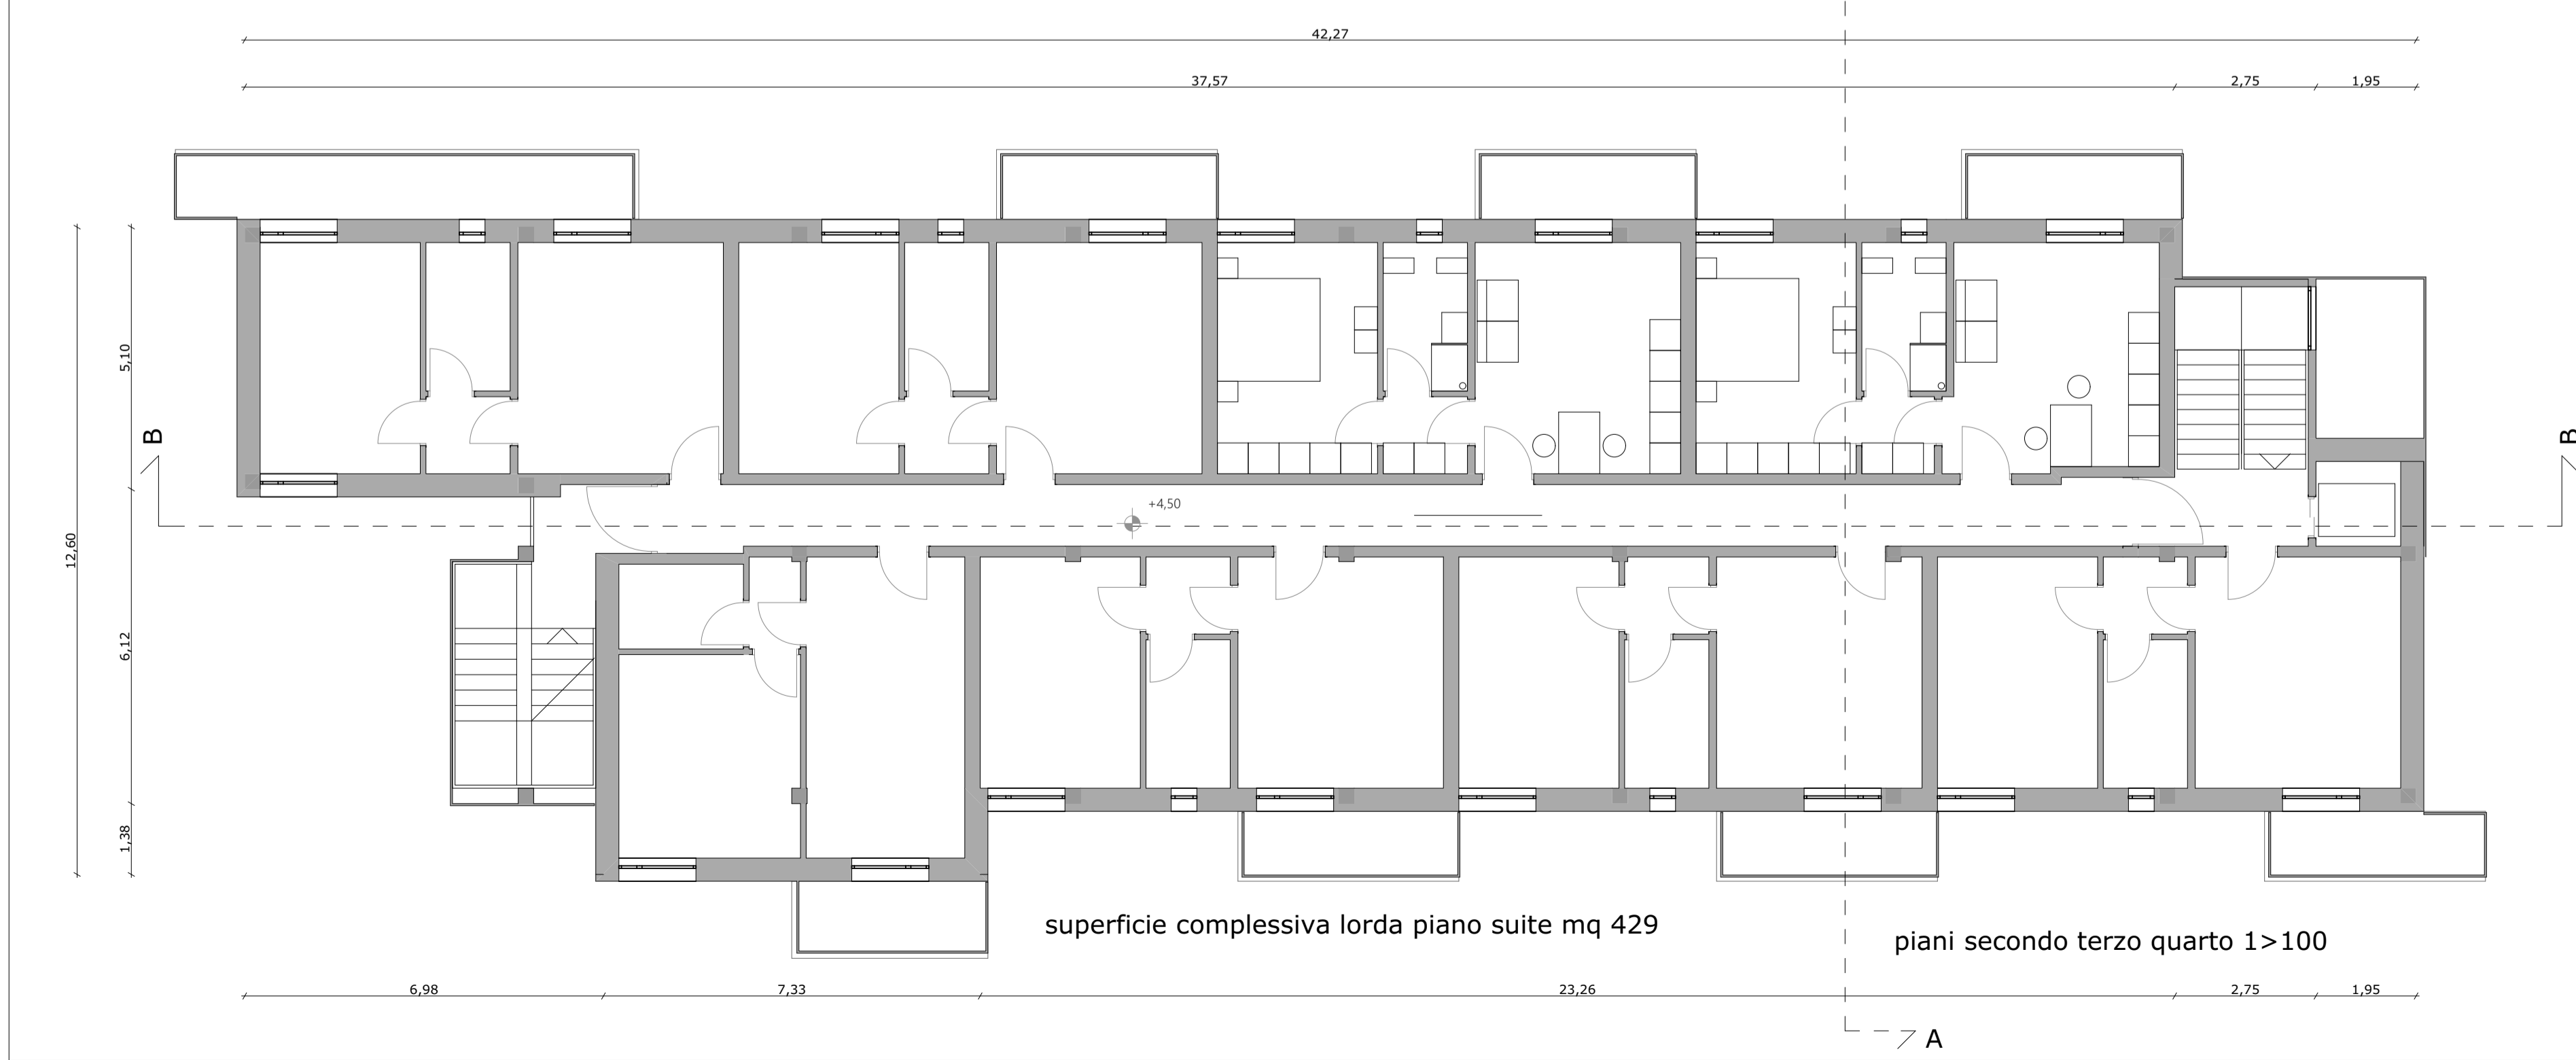 42,27
37,57
2,75
1,95
5,10
B
B
+4,50
12,60
6,12
1,38
superficie complessiva lorda piano suite mq 429
piani secondo terzo quarto 1>100
6,98
7,33
23,26
2,75
1,95
A